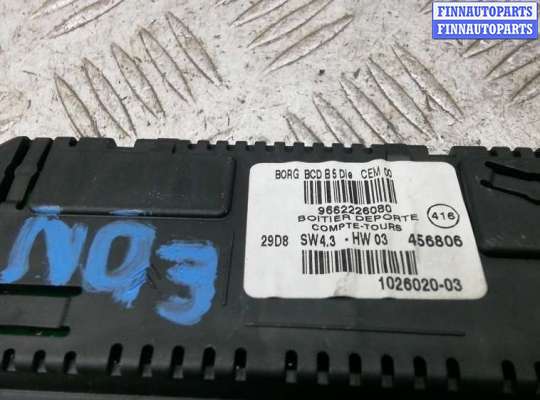 FINNAUTOPARTS
FINNAUTOPARTS
BORG BCD B5 Die CEM 00
9662226080
BOITIER DEPORTE
COMPTE-TOURS
416
29D8 SW4.3 - HW 03 456806
1026020-03